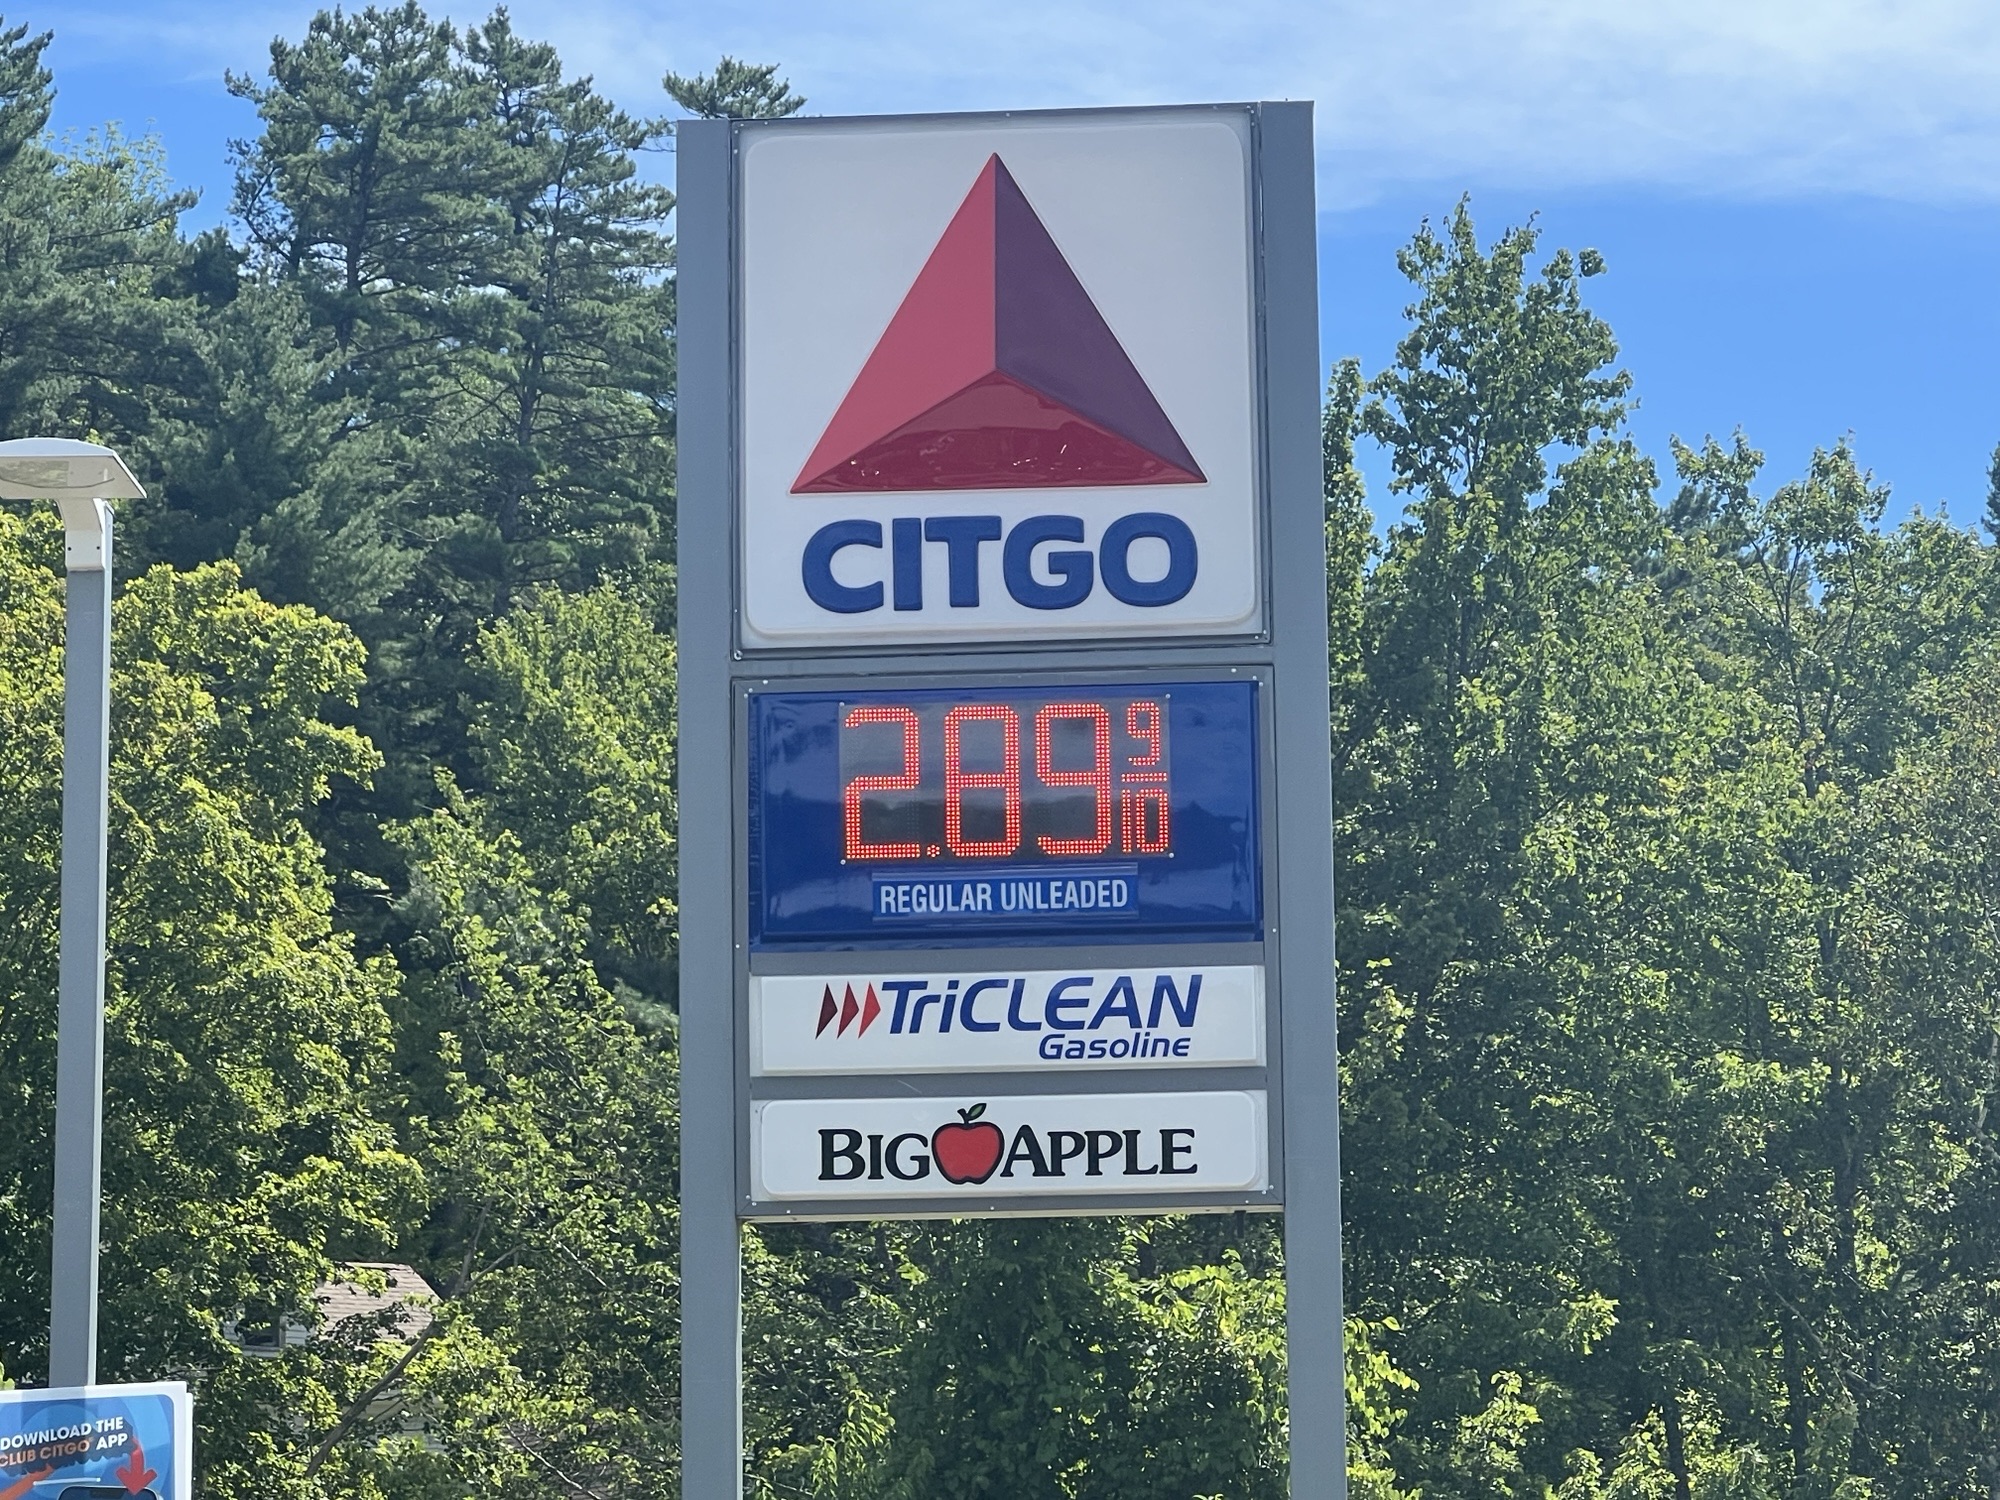 CITGO
2.89 9/10
REGULAR UNLEADED
TriCLEAN
Gasoline
BIG APPLE
DOWNLOAD THE
CLUB CITGO APP